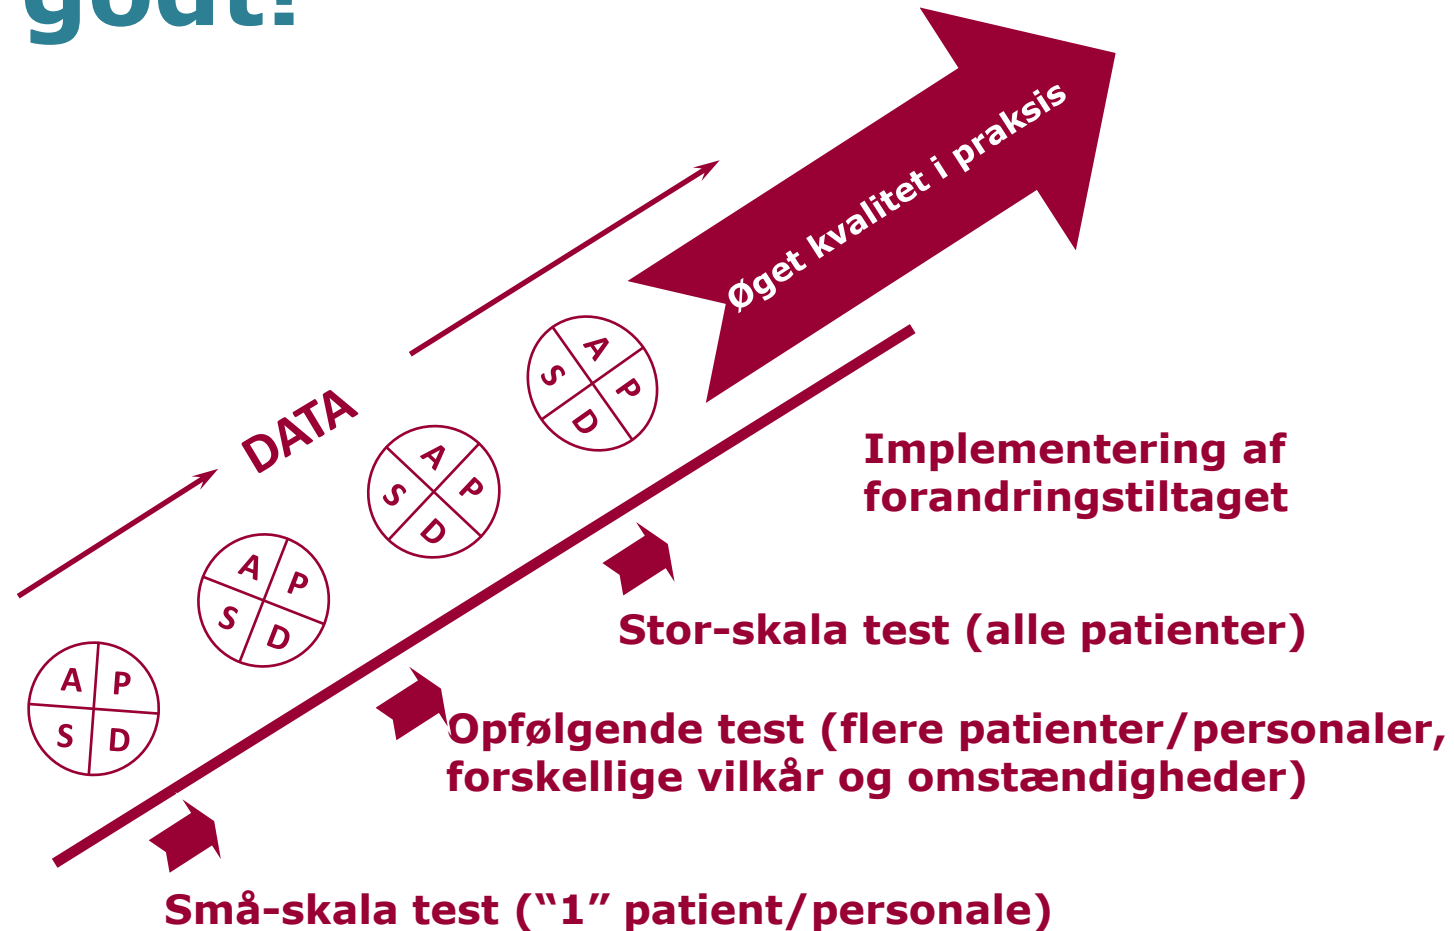 godt!
Øget kvalitet i praksis
DATA
A P
S D
A P
S D
A P
S D
A P
S D
Implementering af
forandringstiltaget
Stor-skala test (alle patienter)
Opfølgende test (flere patienter/personaler,
forskellige vilkår og omstændigheder)
Små-skala test (“1” patient/personale)